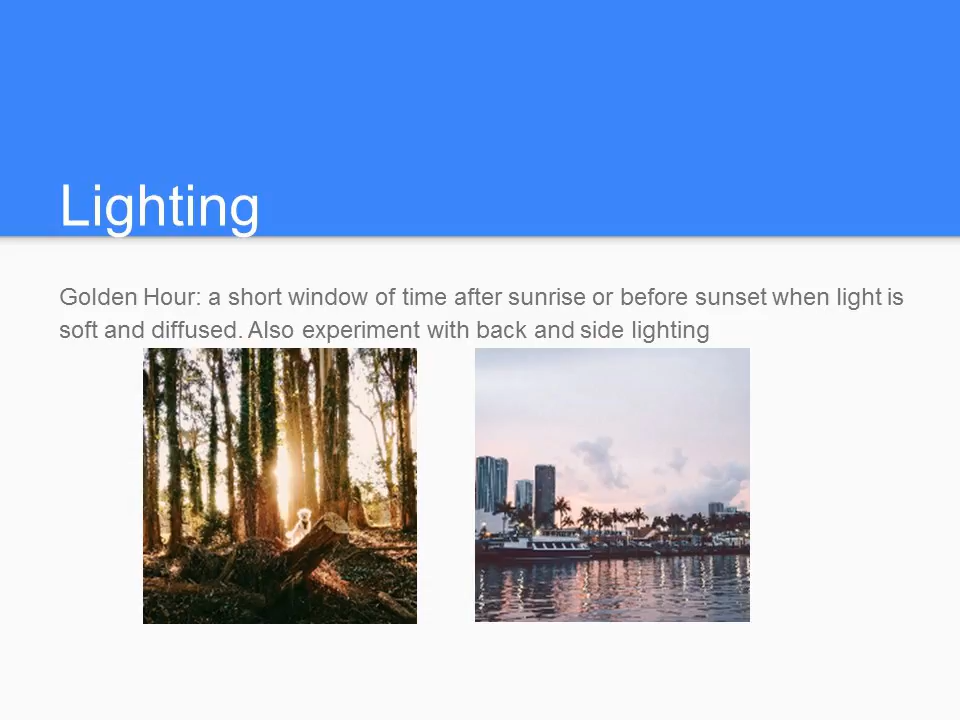 Lighting
Golden Hour: a short window of time after sunrise or before sunset when light is
soft and diffused. Also experiment with back and side lighting